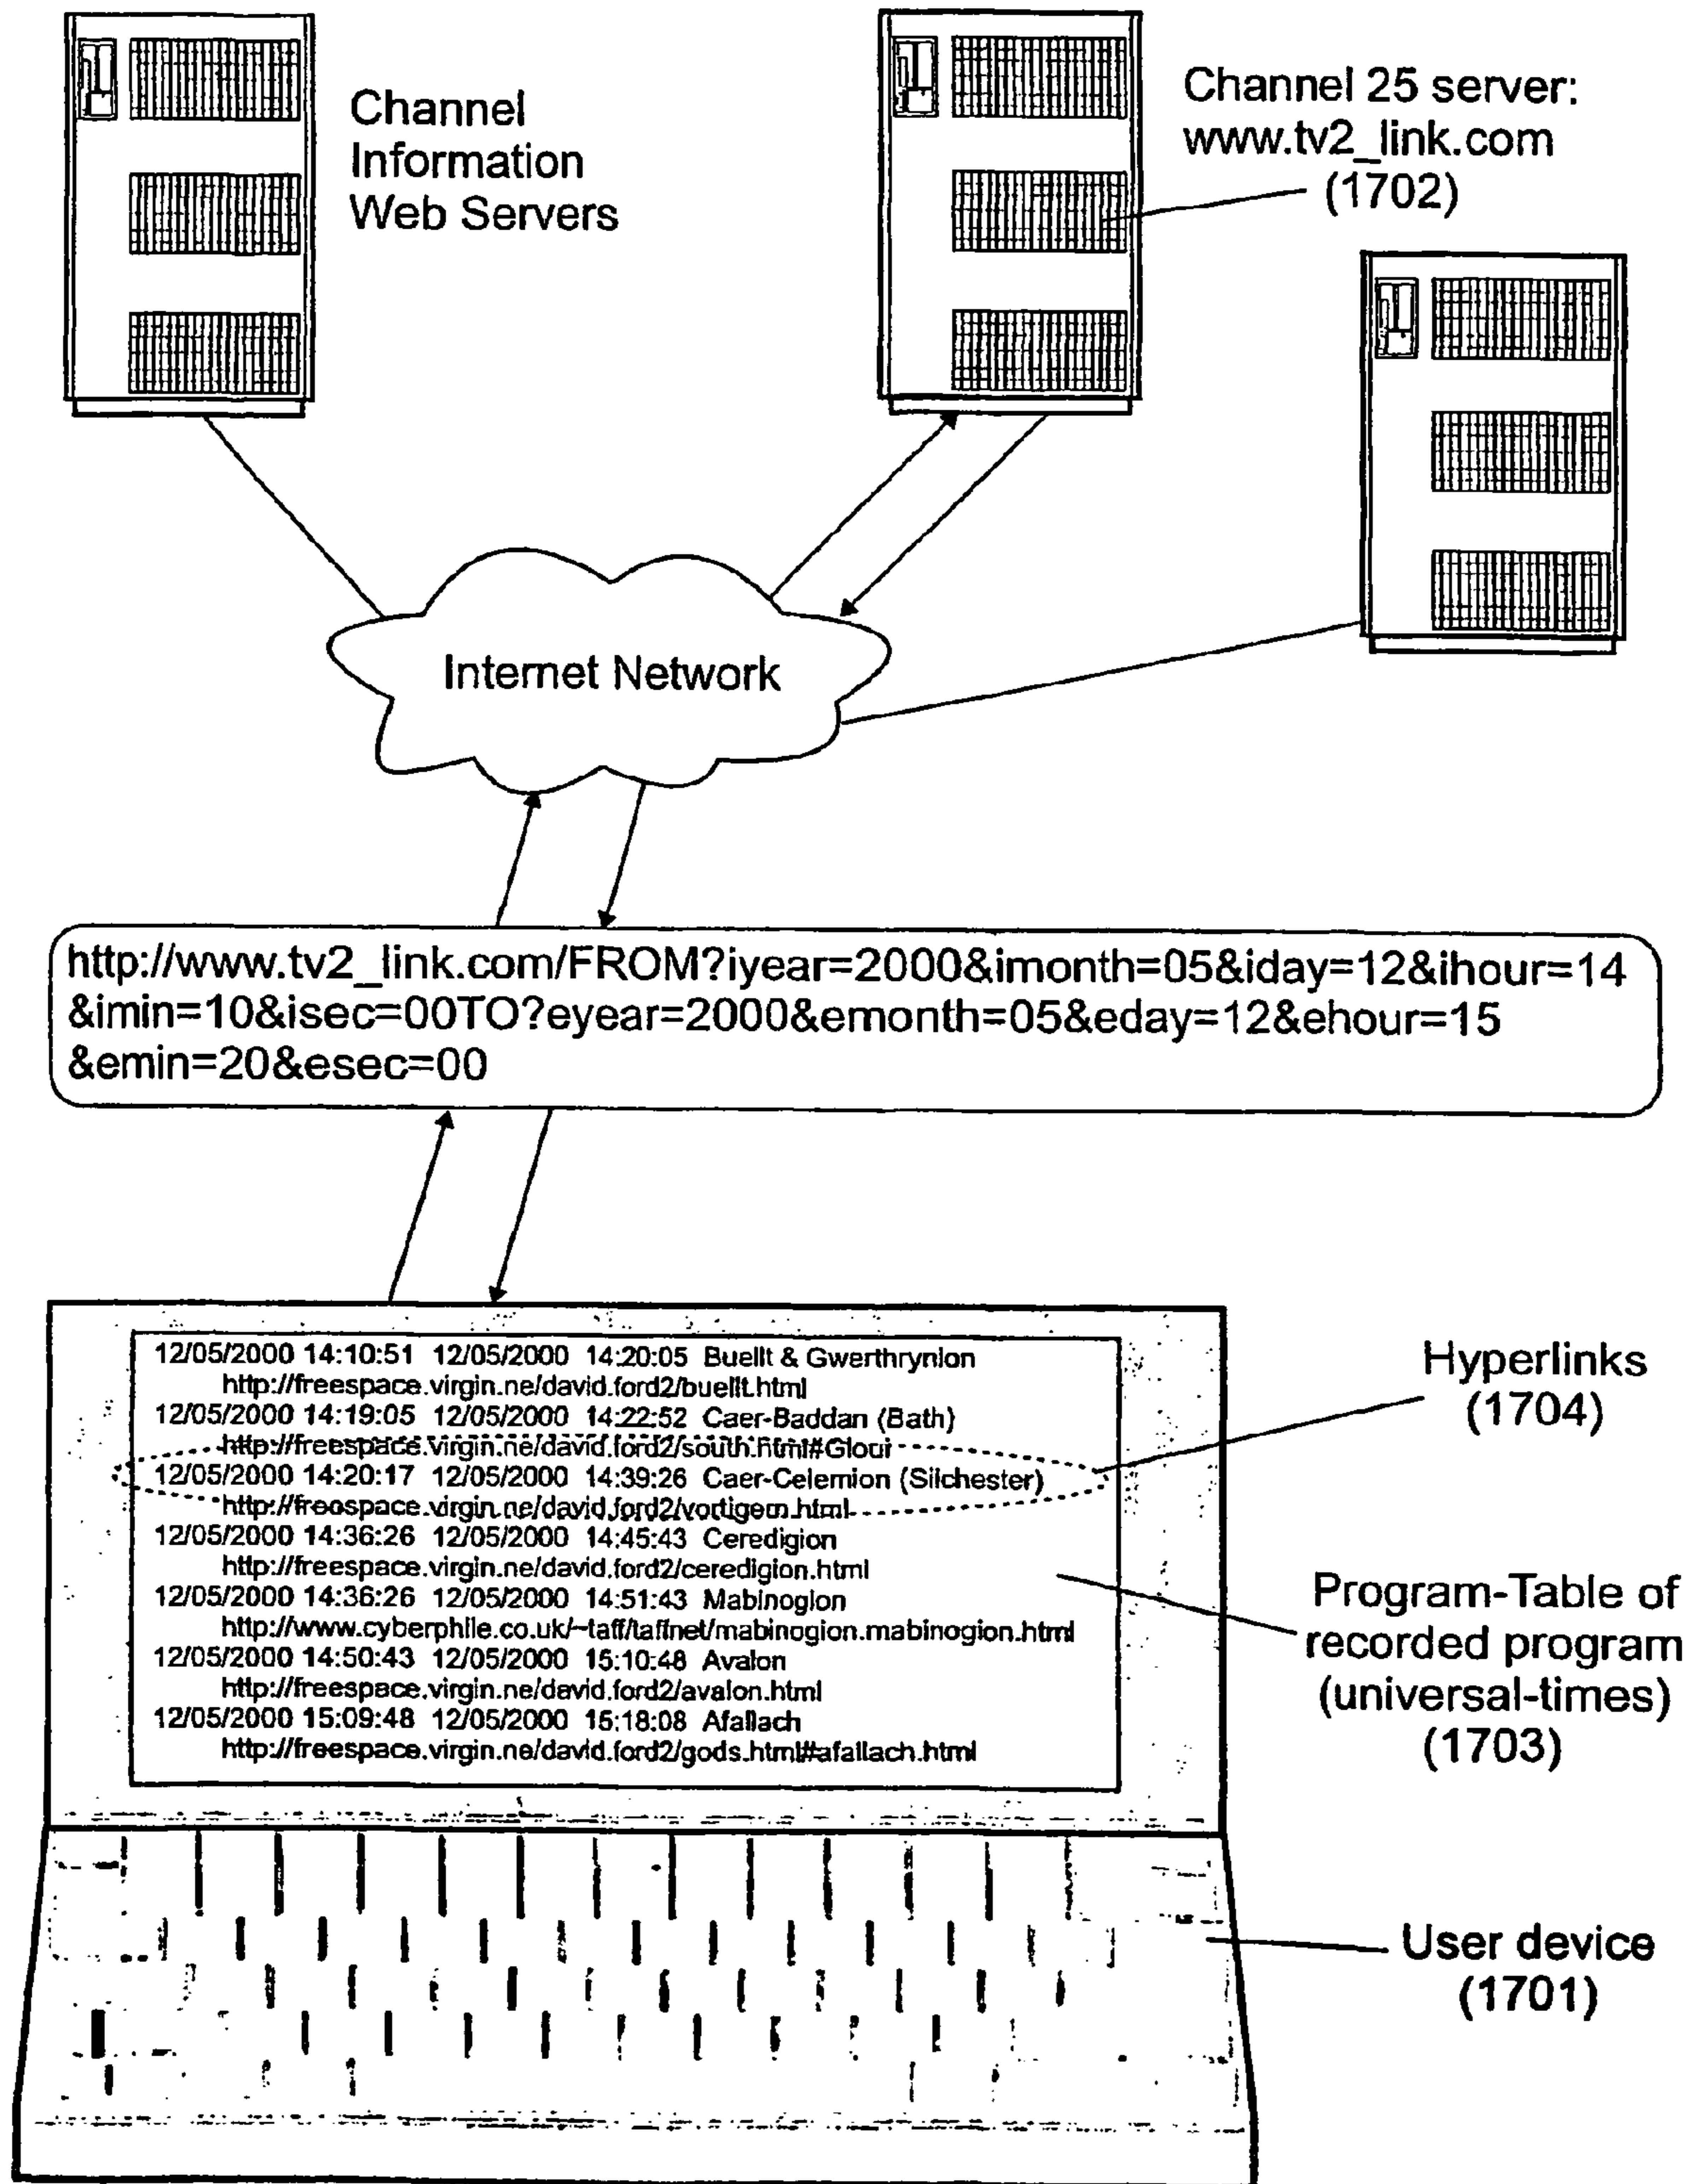 Channel
Information
Web Servers
Channel 25 server:
www.tv2_link.com
(1702)
Internet Network
http://www.tv2_link.com/FROM?iyear=2000&imonth=05&iday=12&ihour=14
&imin=10&isec=00TO?eyear=2000&emonth=05&eday=12&ehour=15
&emin=20&esec=00
12/05/2000 14:10:51 12/05/2000 14:20:05 Buellt & Gwerthrynion
http://freespace.virgin.ne/david.ford2/buellt.html
12/05/2000 14:19:05 12/05/2000 14:22:52 Caer-Baddan (Bath)
http://freespace.virgin.ne/david.ford2/south.html#Gloui
12/05/2000 14:20:17 12/05/2000 14:39:26 Caer-Celemion (Silchester)
http://freespace.virgin.ne/david.ford2/vortigern.html
12/05/2000 14:36:26 12/05/2000 14:45:43 Ceredigion
http://freespace.virgin.ne/david.ford2/ceredigion.html
12/05/2000 14:36:26 12/05/2000 14:51:43 Mabinogion
http://www.cyberphile.co.uk/~taff/taffnet/mabinogion.mabinogion.html
12/05/2000 14:50:43 12/05/2000 15:10:48 Avalon
http://freespace.virgin.ne/david.ford2/avalon.html
12/05/2000 15:09:48 12/05/2000 15:18:08 Afallach
http://freespace.virgin.ne/david.ford2/gods.html#afallach.html
Hyperlinks
(1704)
Program-Table of
recorded program
(universal-times)
(1703)
User device
(1701)